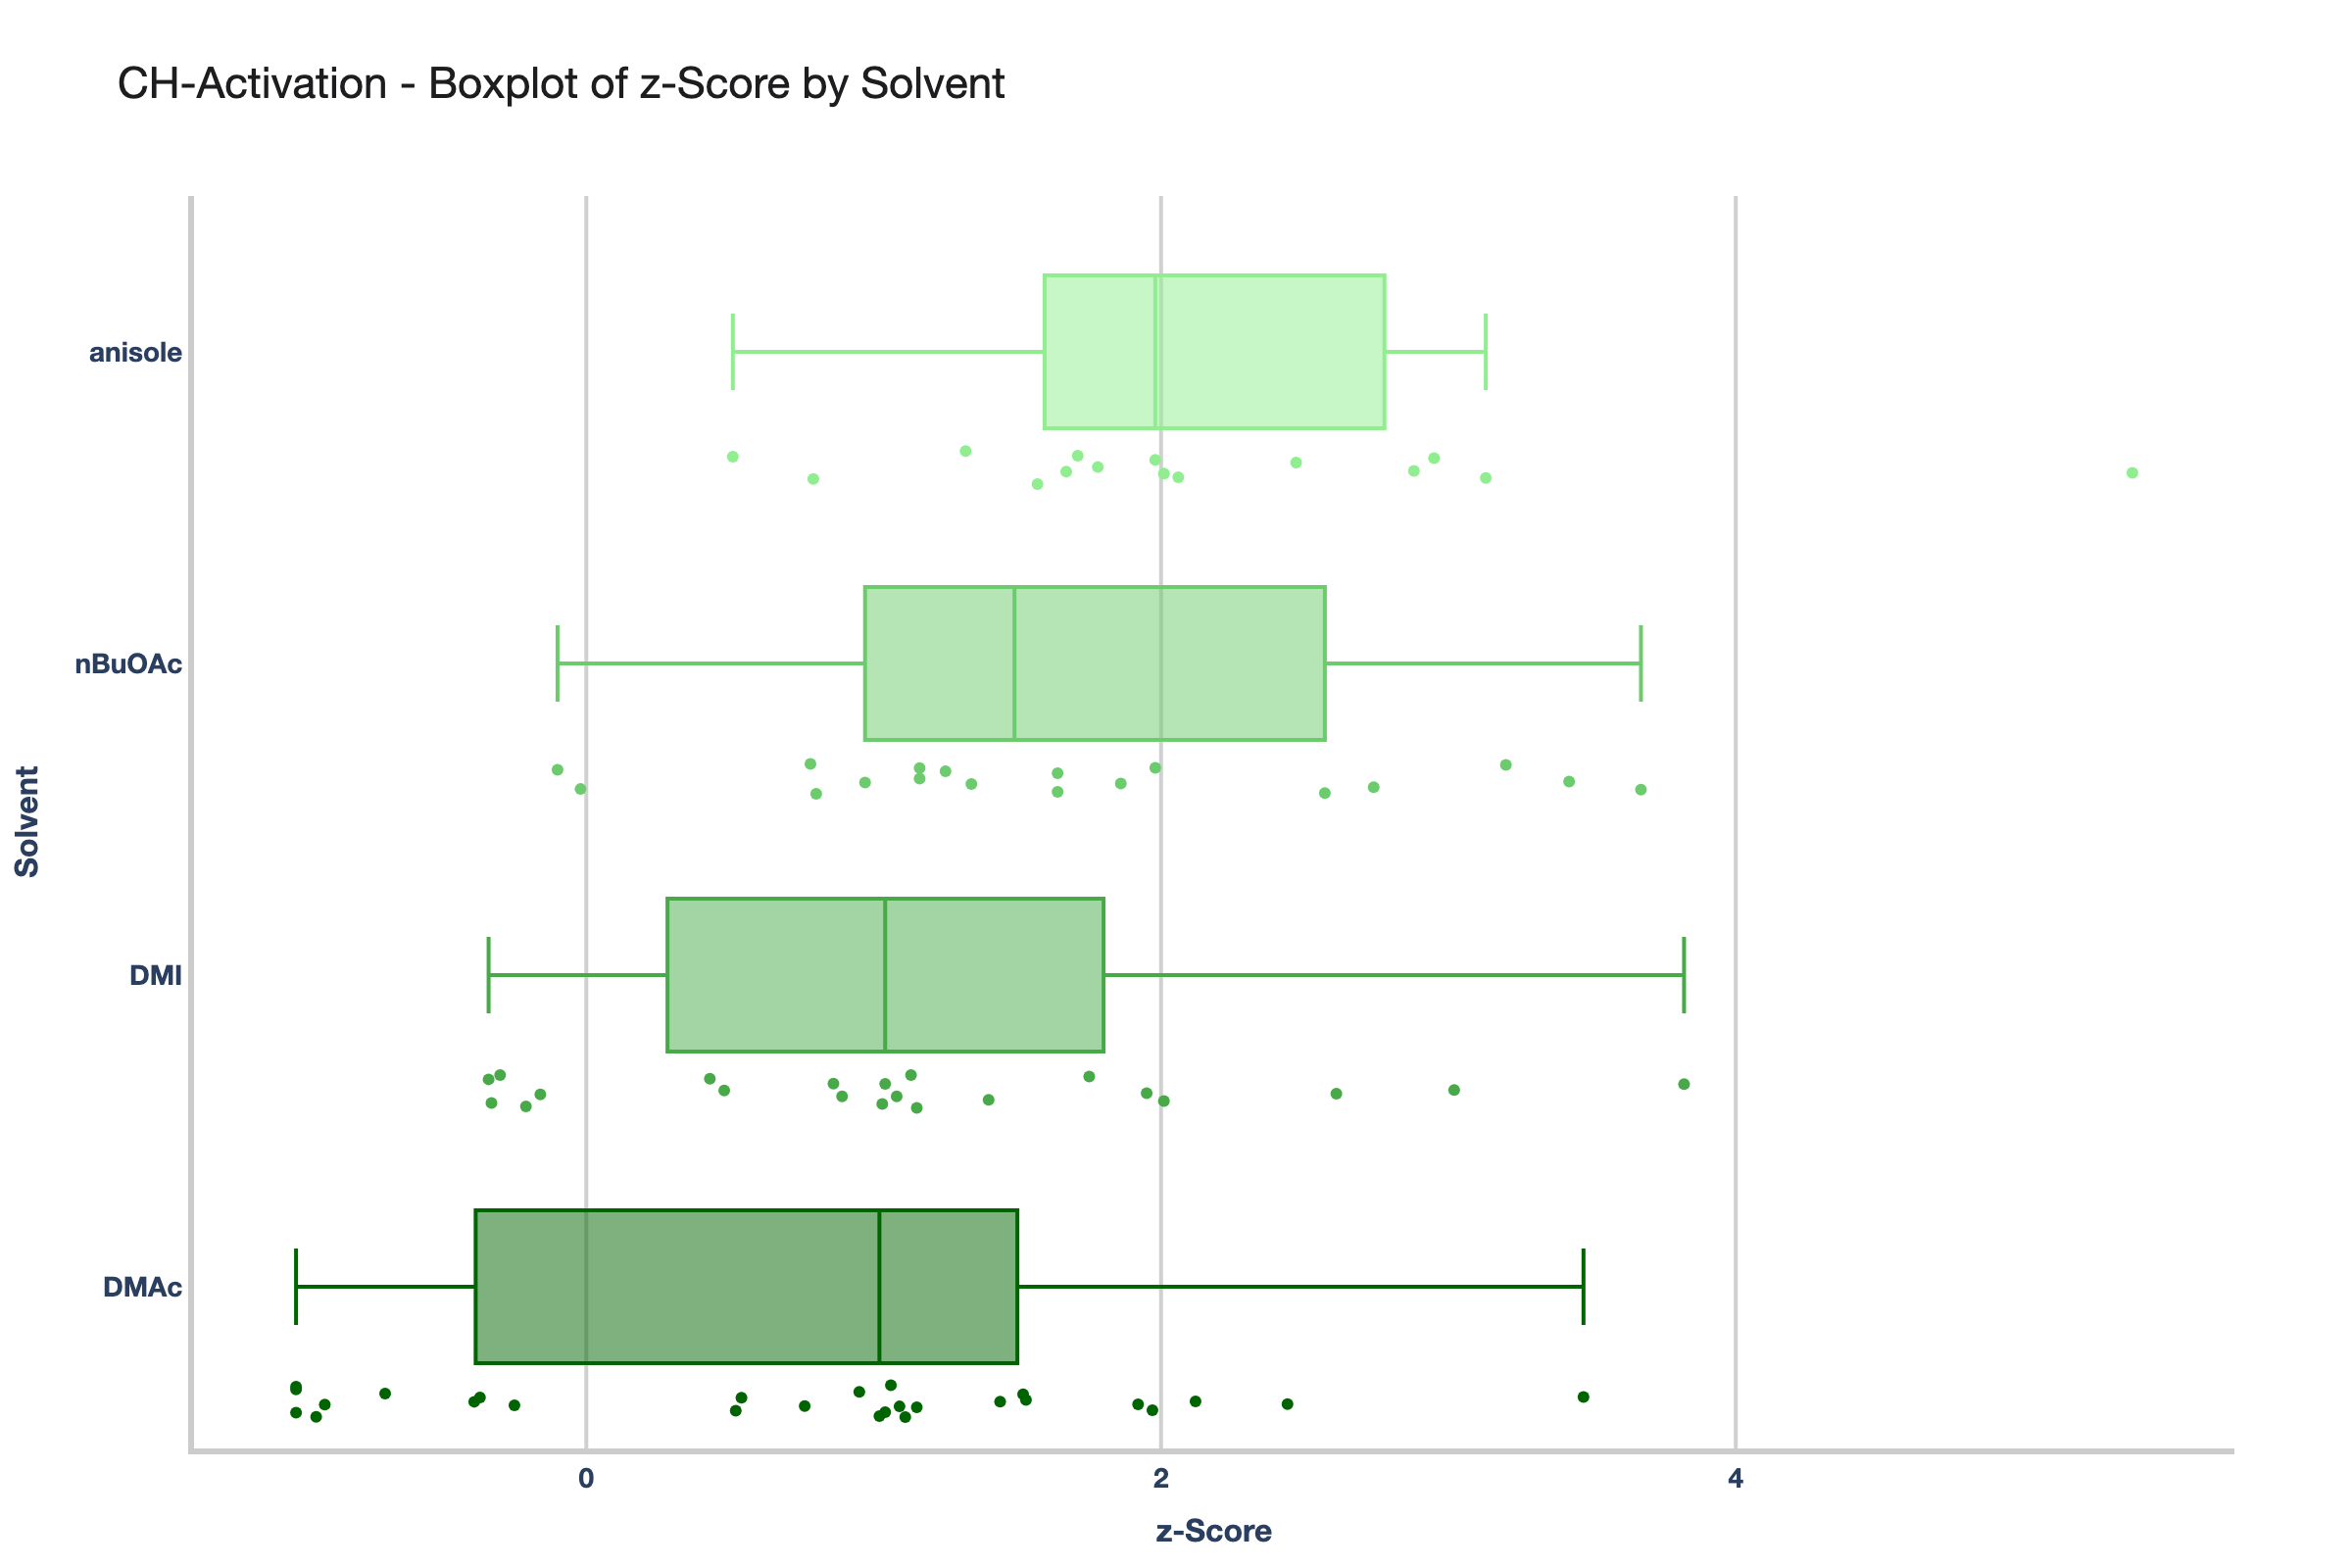 CH-Activation - Boxplot of z-Score by Solvent
anisole
nBuOAc
DMI
DMAc
Solvent
0 2 4
z-Score